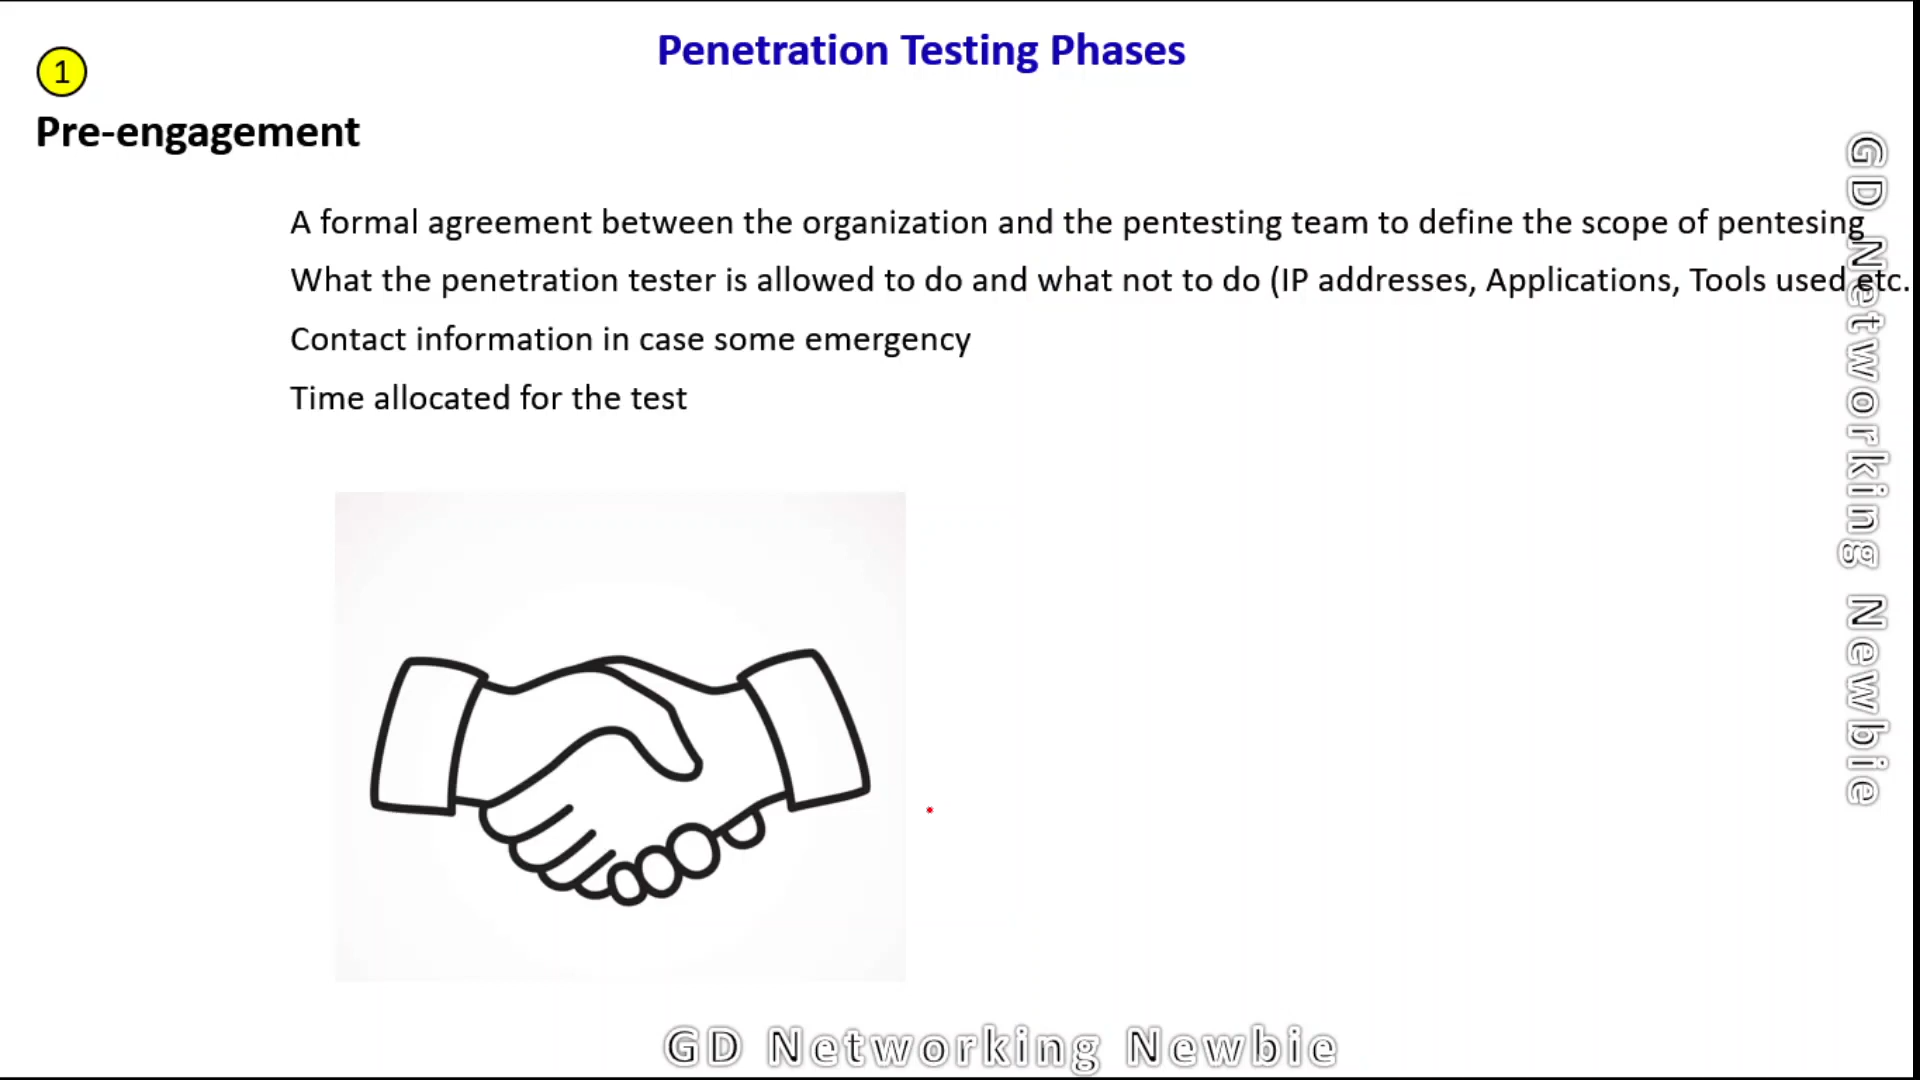 Penetration Testing Phases
1
Pre-engagement
A formal agreement between the organization and the pentesting team to define the scope of pentesing
What the penetration tester is allowed to do and what not to do (IP addresses, Applications, Tools used etc.
Contact information in case some emergency
Time allocated for the test
GD Networking Newbie
GD Networking Newbie